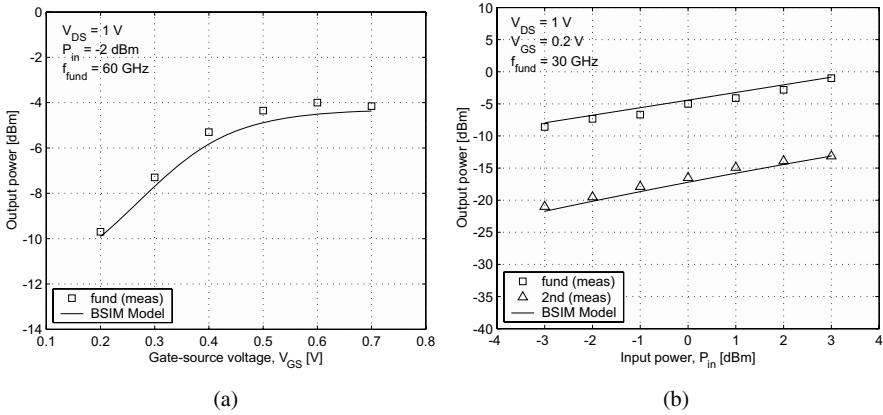 0
-2
-4
-6
-8
-10
-12
-14
Output power [dBm]
V_DS = 1 V
P_in = -2 dBm
f_fund = 60 GHz
fund (meas)
BSIM Model
0.1 0.2 0.3 0.4 0.5 0.6 0.7 0.8
Gate-source voltage, V_GS [V]
(a)
10
5
0
-5
-10
-15
-20
-25
-30
-35
-40
Output power [dBm]
V_DS = 1 V
V_GS = 0.2 V
f_fund = 30 GHz
fund (meas)
2nd (meas)
BSIM Model
-4 -3 -2 -1 0 1 2 3 4
Input power, P_in [dBm]
(b)